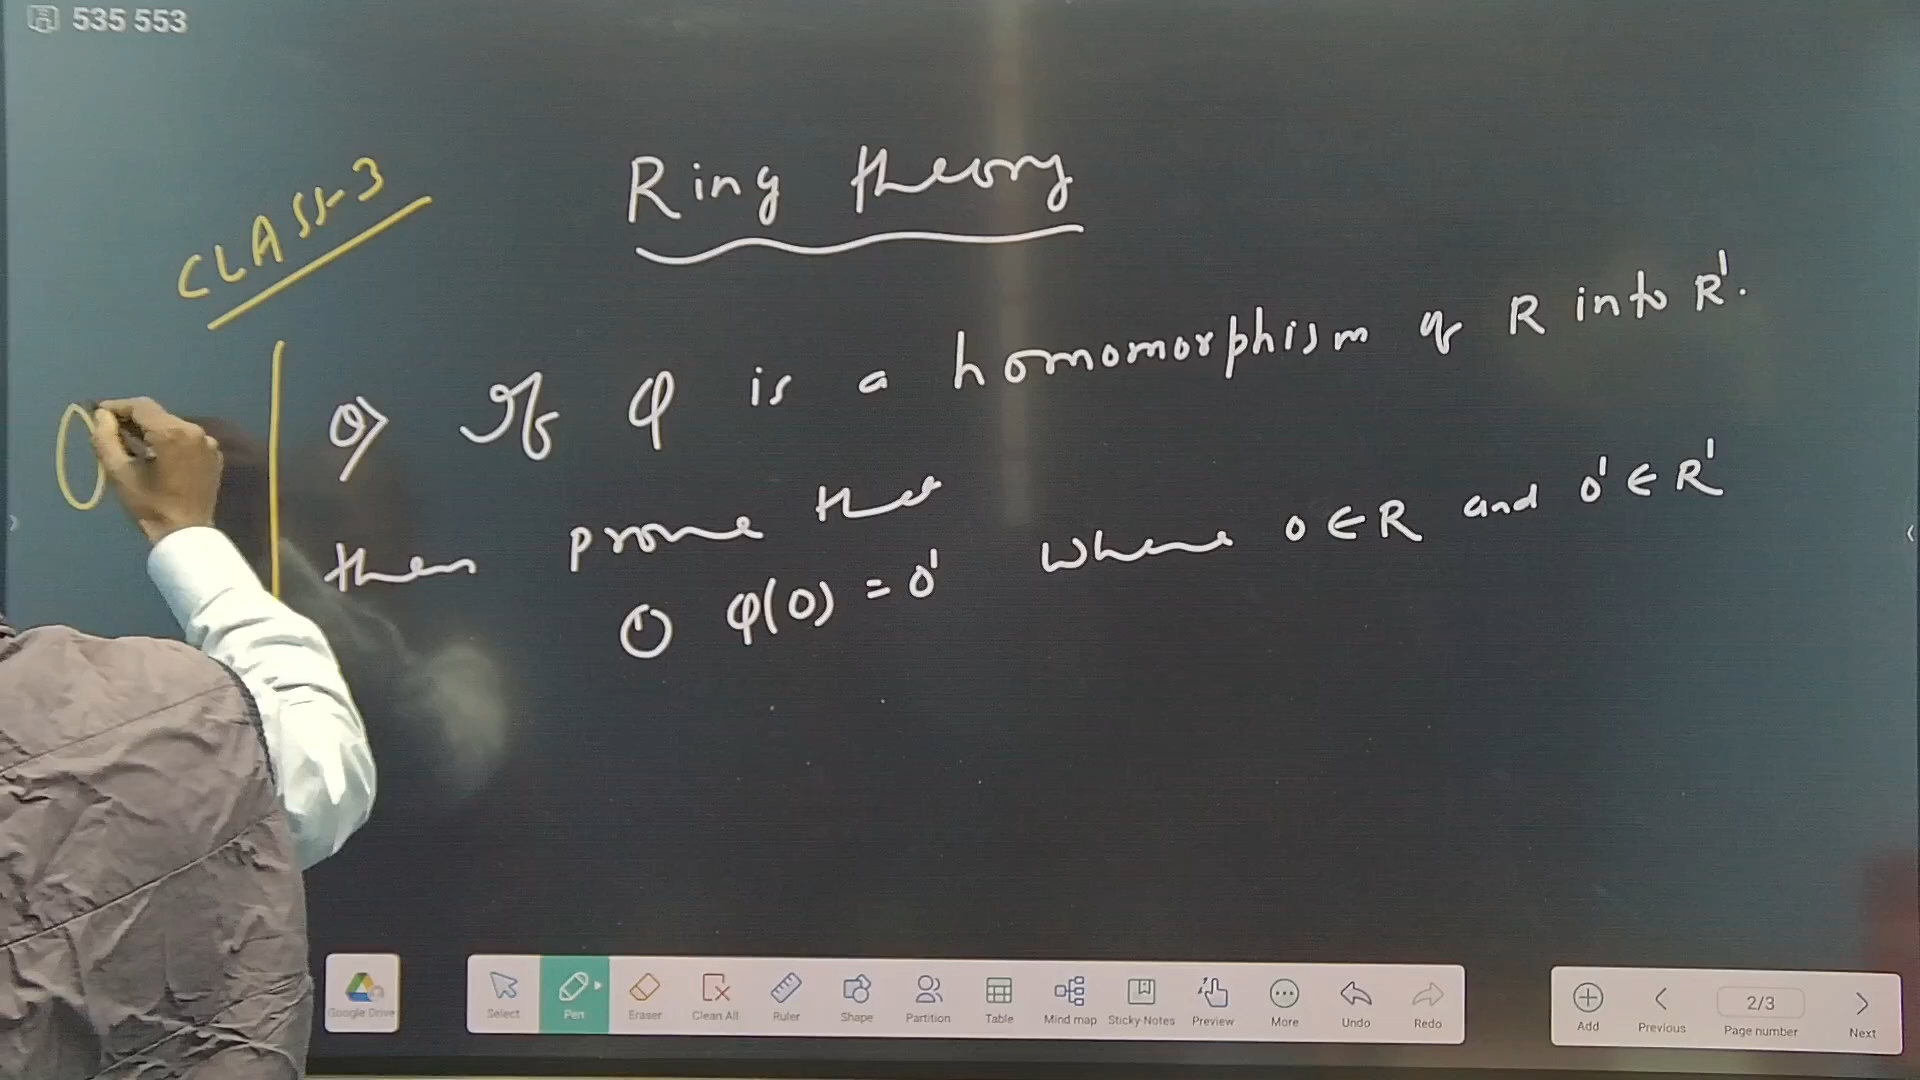 535 553
CLASS-3
Ring theory
Q) If φ is a homomorphism of R into R'.
then prove that
① φ(0) = 0' where 0 ∈ R and 0' ∈ R'
Google Drive
Select Pen Eraser Clean All Ruler Shape Partition Table Mind map Sticky-Notes Preview More Undo Redo
Add Previous 2/3 Page number Next